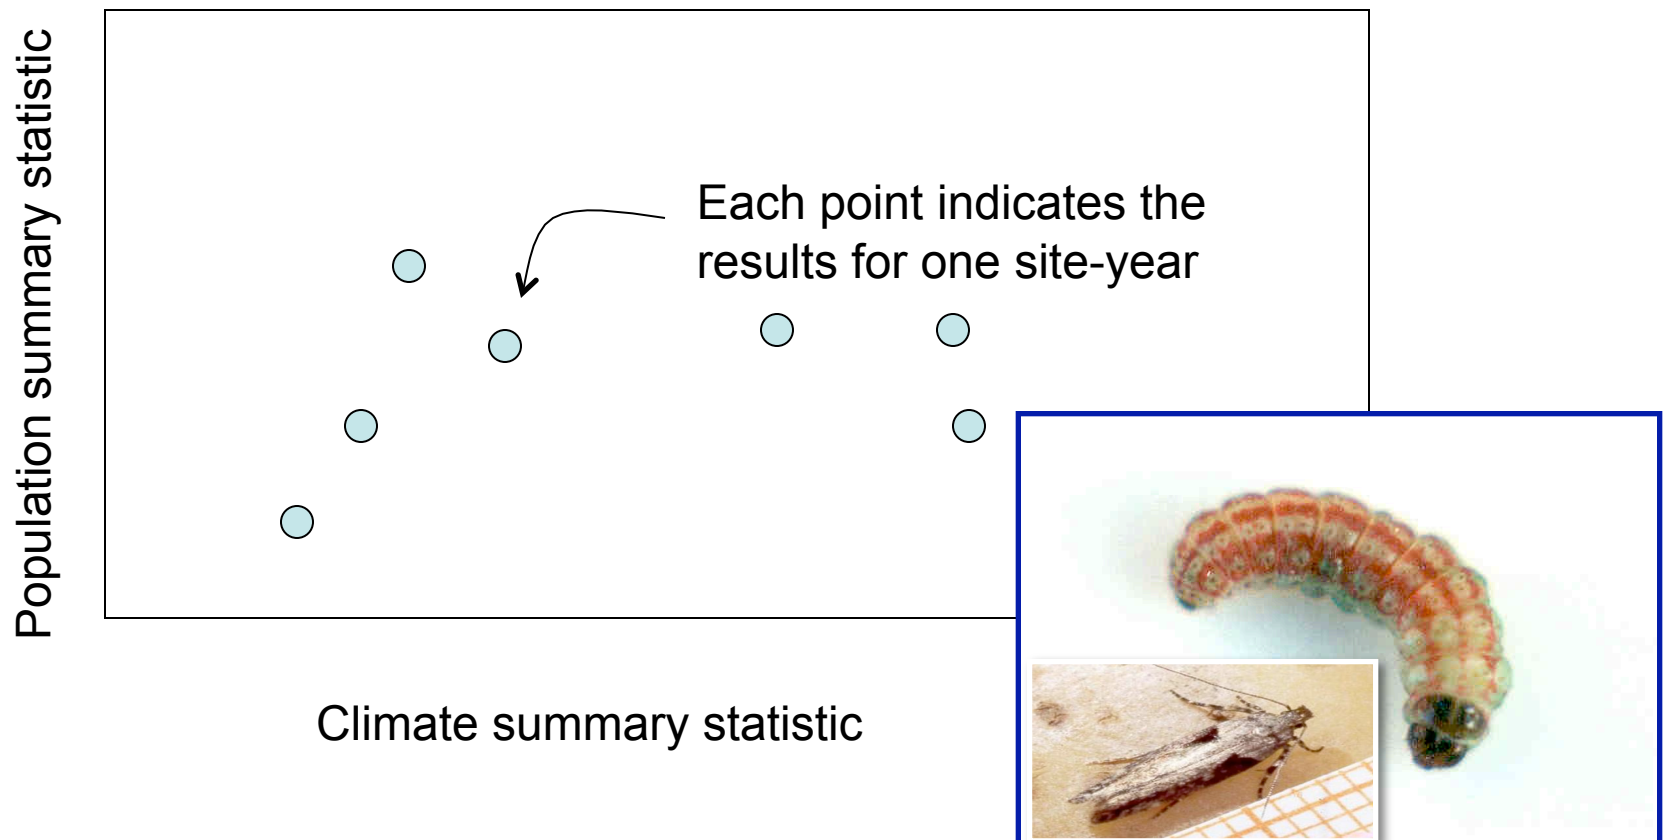 Population summary statistic
Each point indicates the
results for one site-year
Climate summary statistic